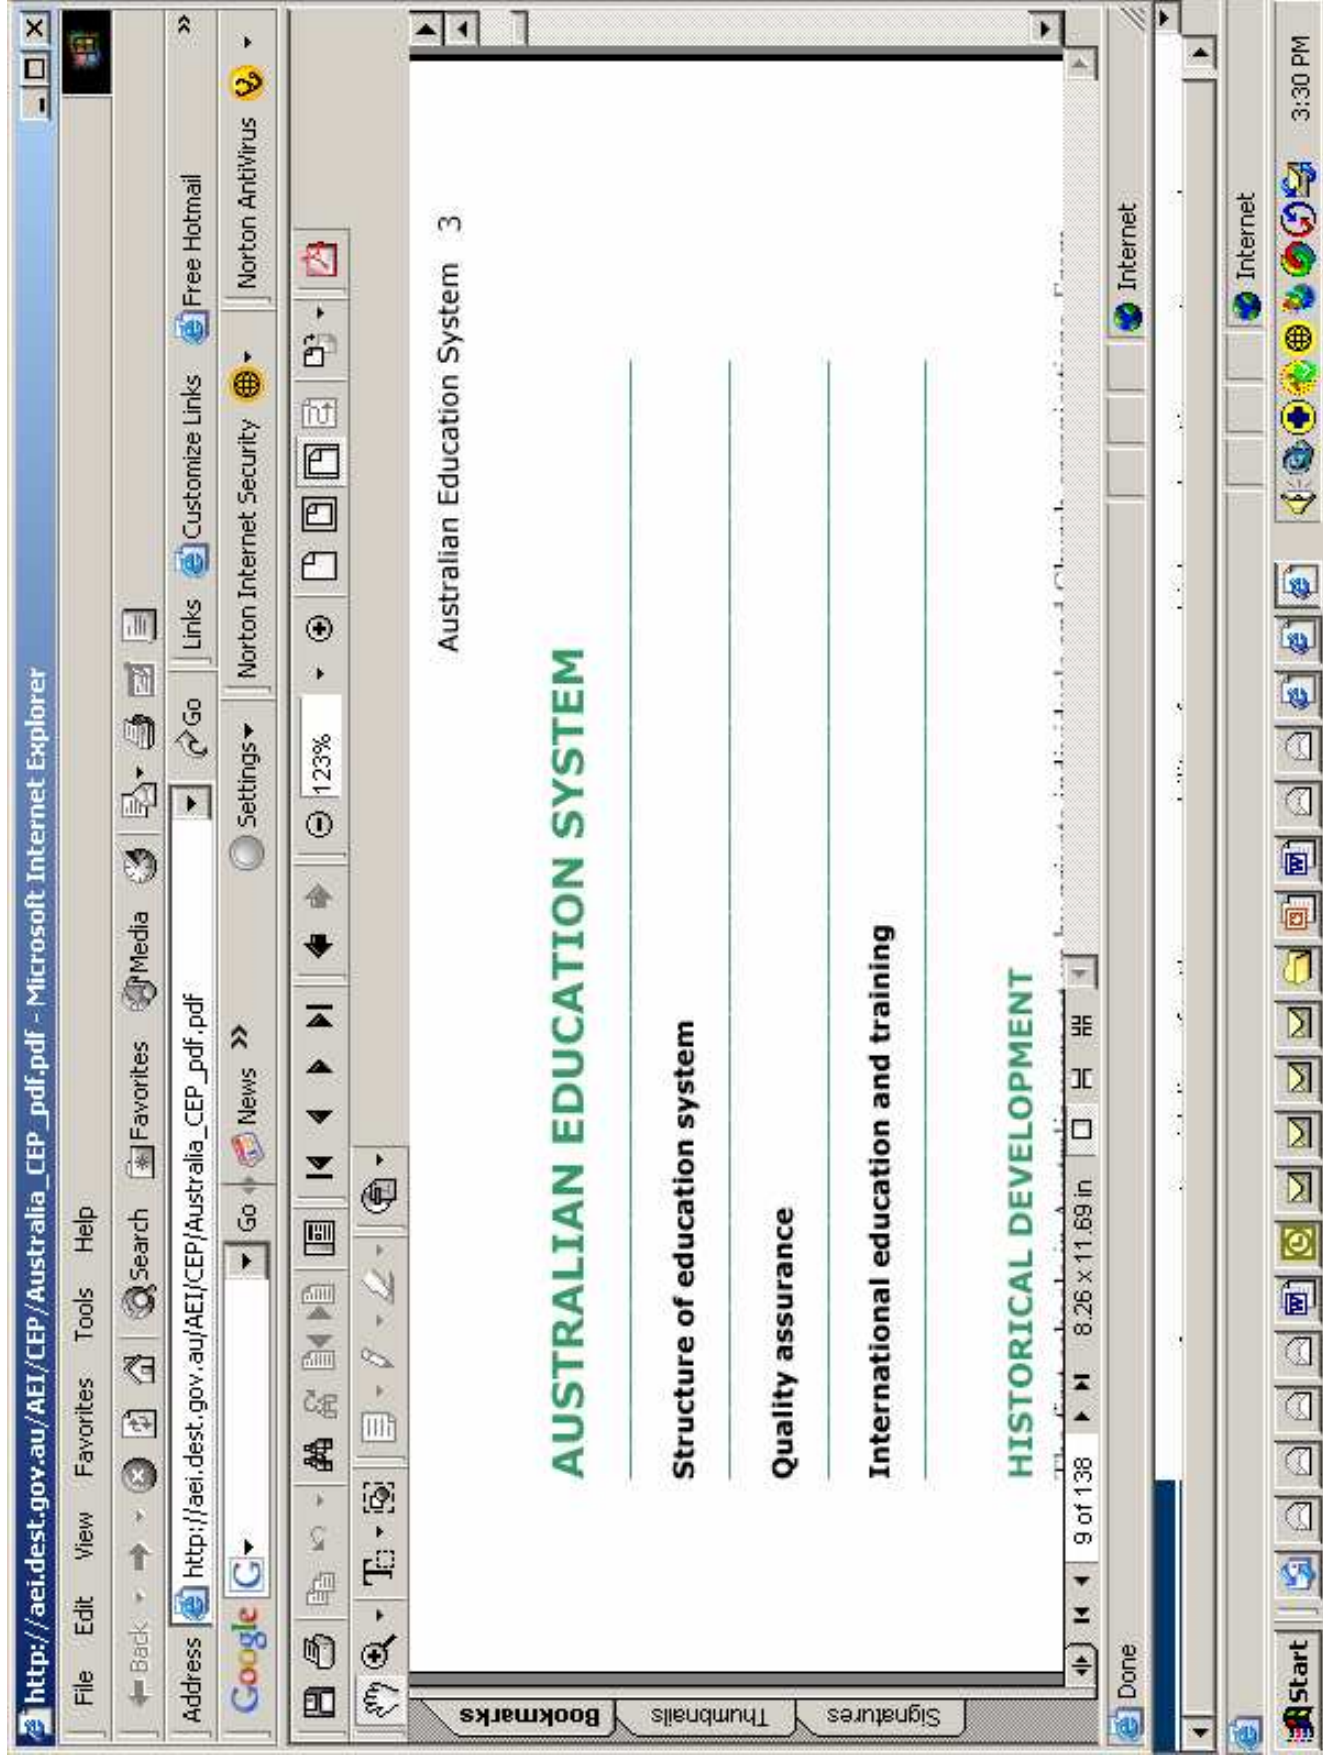 http://aei.dest.gov.au/AEI/CEP/Australia_CEP_pdf.pdf - Microsoft Internet Explorer
File Edit View Favorites Tools Help
Back Search Favorites Media
Address http://aei.dest.gov.au/AEI/CEP/Australia_CEP_pdf.pdf Go Links Customize Links Free Hotmail »
Google G Go News » Settings Norton Internet Security Norton AntiVirus
123%
T
Bookmarks
Thumbnails
Signatures
Australian Education System 3
AUSTRALIAN EDUCATION SYSTEM
Structure of education system
Quality assurance
International education and training
HISTORICAL DEVELOPMENT
9 of 138 8.26 x 11.69 in
Done Internet
Internet
Start 3:30 PM